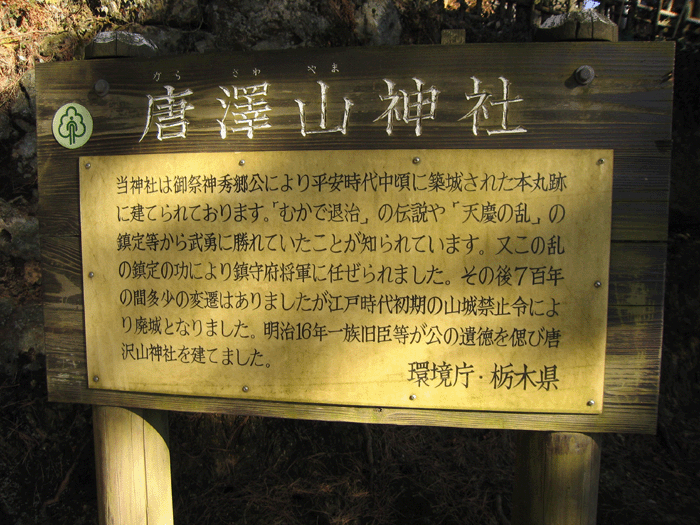 からさわやま
唐澤山神社
当神社は御祭神秀郷公により平安時代中頃に築城された本丸跡
に建てられております。「むかで退治」の伝説や「天慶の乱」の
鎮定等から武勇に勝れていたことが知られています。又この乱
の鎮定の功により鎮守府将軍に任ぜられました。その後7百年
の間多少の変遷はありましたが江戸時代初期の山城禁止令によ
り廃城となりました。明治16年一族旧臣等が公の遺徳を偲び唐
沢山神社を建てました。
環境庁・栃木県